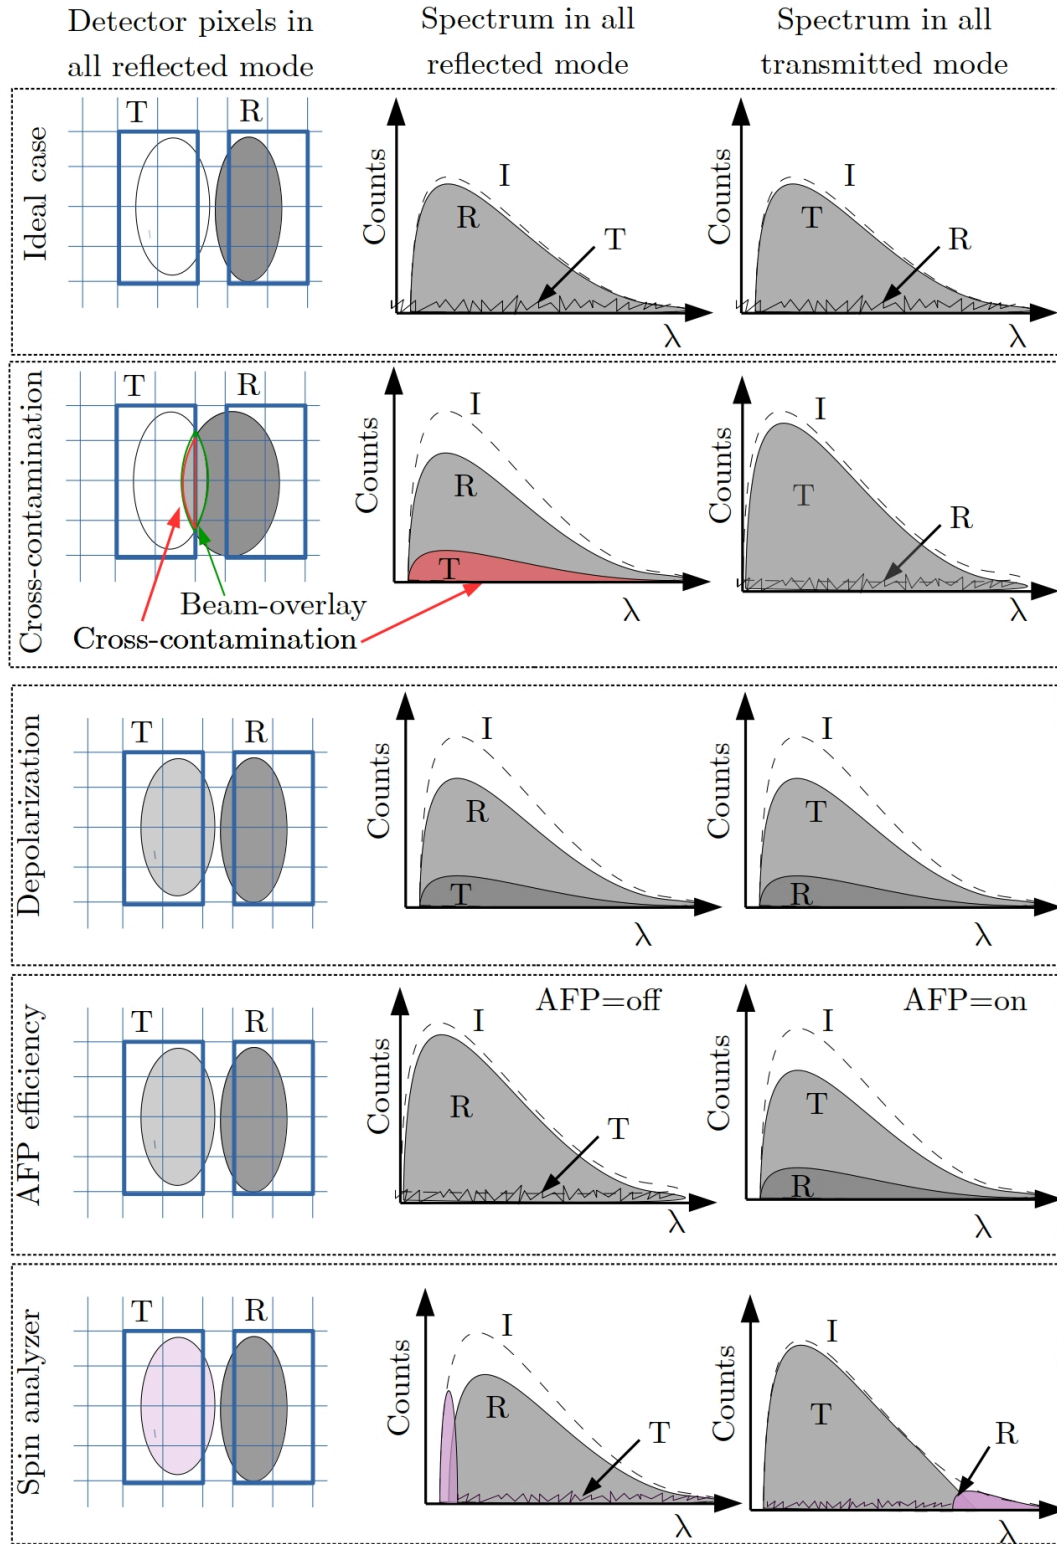 Detector pixels in
all reflected mode
Spectrum in all
reflected mode
Spectrum in all
transmitted mode
Ideal case
T
R
Counts
I
R
T
λ
Counts
I
T
R
λ
Cross-contamination
T
R
Beam-overlay
Cross-contamination
Counts
I
R
T
λ
Counts
I
T
R
λ
Depolarization
T
R
Counts
I
R
T
λ
Counts
I
T
R
λ
AFP efficiency
T
R
Counts
I
AFP=off
R
T
λ
Counts
I
AFP=on
T
R
λ
Spin analyzer
T
R
Counts
I
R
T
λ
Counts
I
T
R
λ